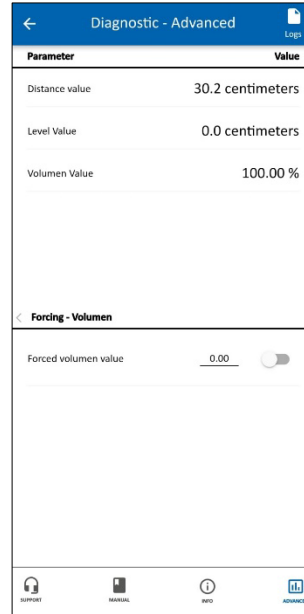 Diagnostic - Advanced
Logs
Parameter Value
Distance value 30.2 centimeters
Level Value 0.0 centimeters
Volumen Value 100.00 %
Forcing - Volumen
Forced volumen value 0.00
SUPPORT MANUAL INFO ADVANCE